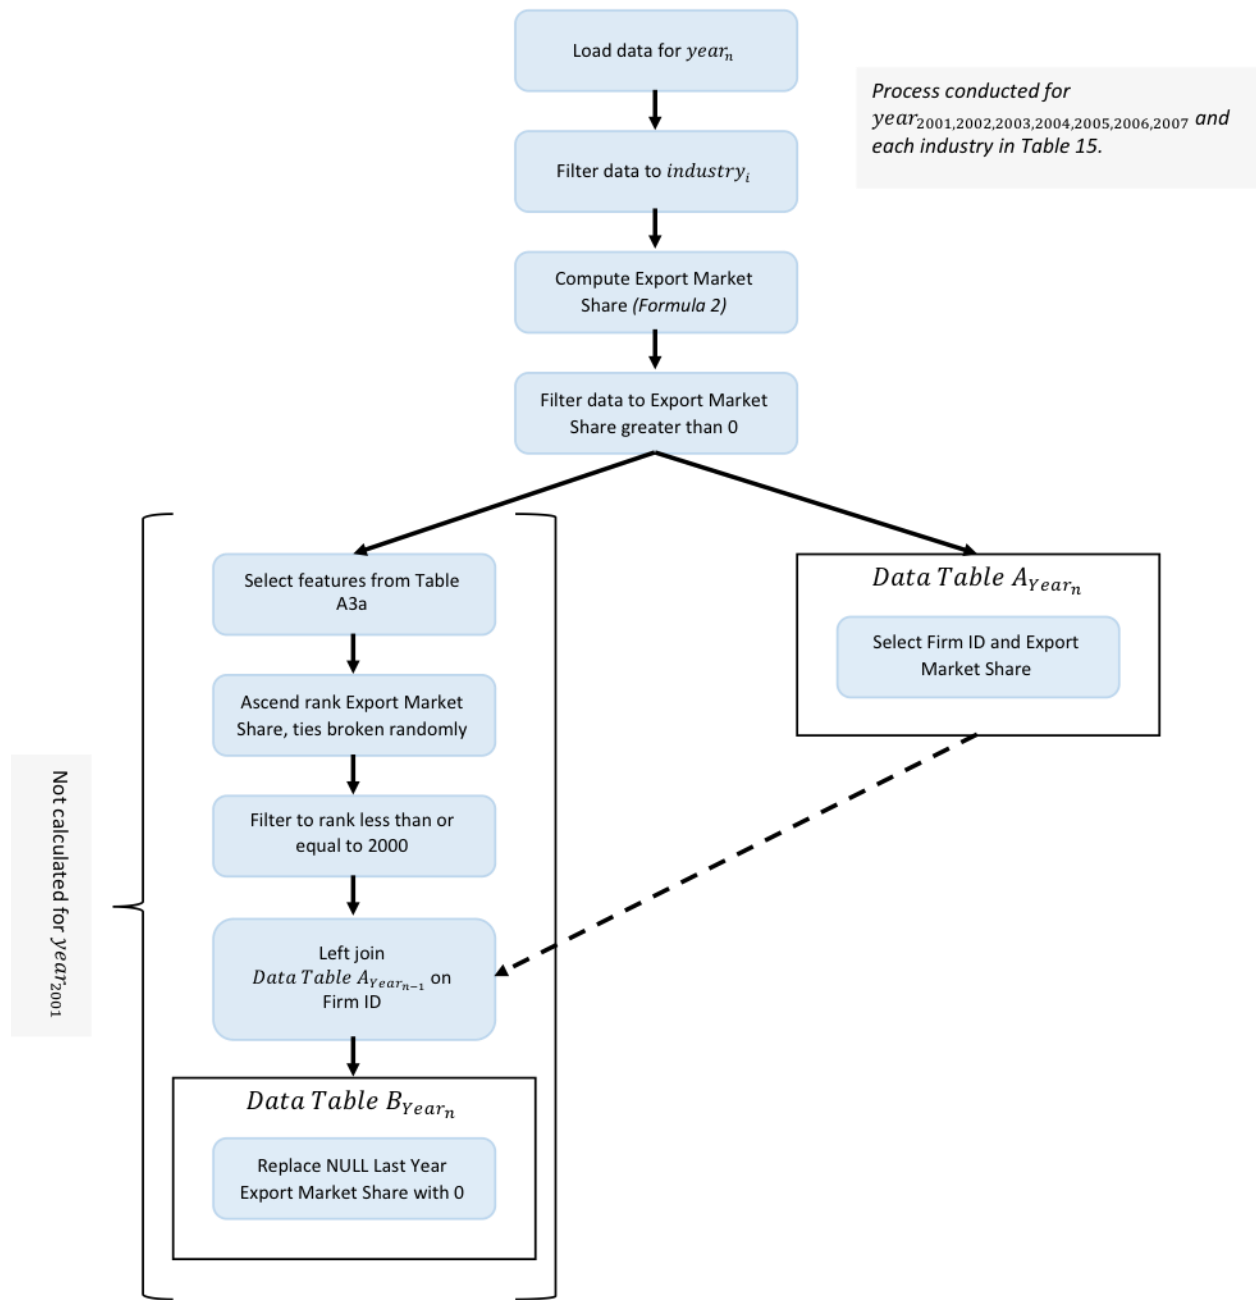 Load data for year_n
Process conducted for
year_2001,2002,2003,2004,2005,2006,2007 and
each industry in Table 15.
Filter data to industry_i
Compute Export Market
Share (Formula 2)
Filter data to Export Market
Share greater than 0
Select features from Table
A3a
Data Table A_Year_n
Select Firm ID and Export
Market Share
Ascend rank Export Market
Share, ties broken randomly
Filter to rank less than or
equal to 2000
Not calculated for year_2001
Left join
Data Table A_Year_n−1 on
Firm ID
Data Table B_Year_n
Replace NULL Last Year
Export Market Share with 0